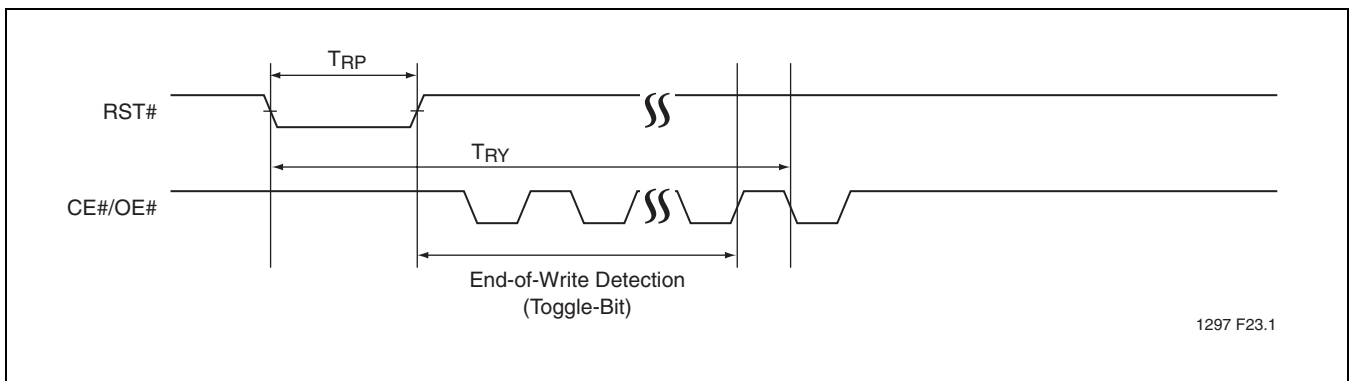 TRP
RST#
TRY
CE#/OE#
End-of-Write Detection
(Toggle-Bit)
1297 F23.1